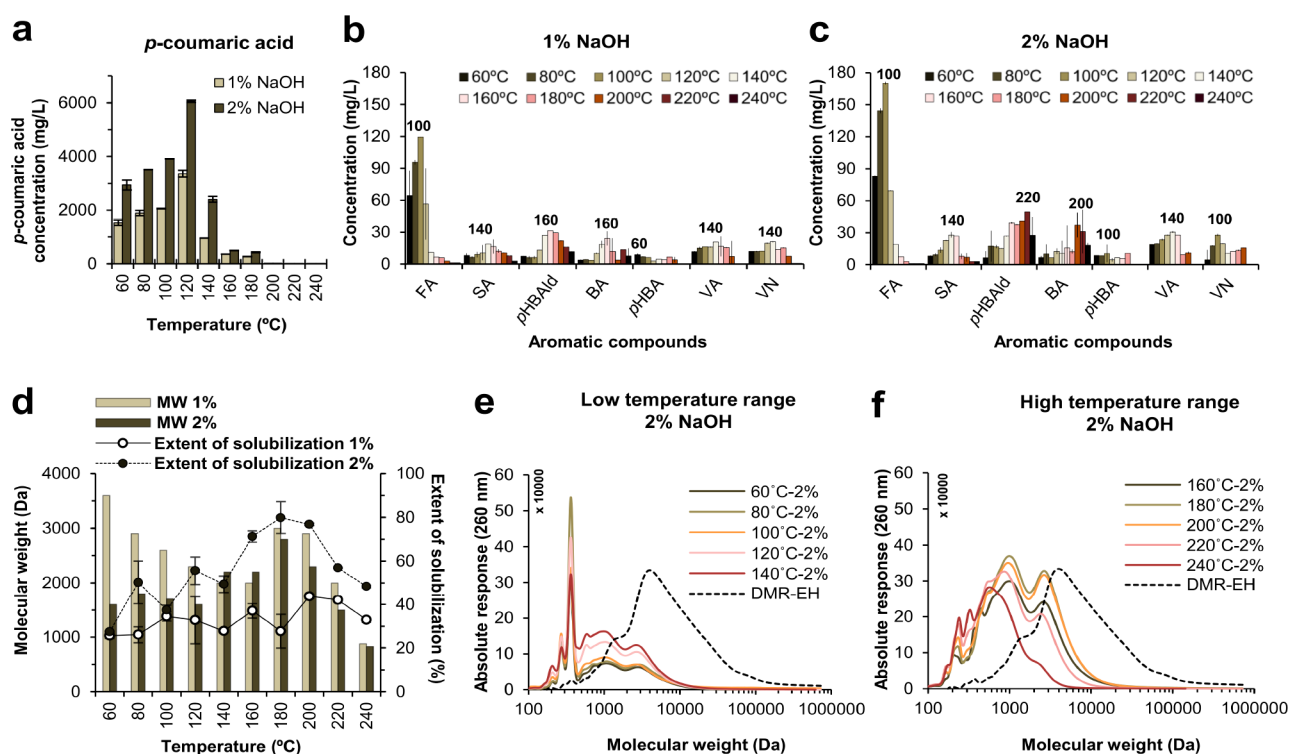 a
p-coumaric acid
1% NaOH
2% NaOH
p-coumaric acid
concentration (mg/L)
6000
4000
2000
0
60
80
100
120
140
160
180
200
220
240
Temperature (ºC)
b
1% NaOH
60ºC 80ºC 100ºC 120ºC 140ºC
160ºC 180ºC 200ºC 220ºC 240ºC
Concentration (mg/L)
180
150
120
90
60
30
0
100
140
160
160
60
140
140
FA
SA
pHBAld
BA
pHBA
VA
VN
Aromatic compounds
c
2% NaOH
60ºC 80ºC 100ºC 120ºC 140ºC
160ºC 180ºC 200ºC 220ºC 240ºC
Concentration (mg/L)
180
150
120
90
60
30
0
100
140
220
200
100
140
100
FA
SA
pHBAld
BA
pHBA
VA
VN
Aromatic compounds
d
MW 1%
MW 2%
Extent of solubilization 1%
Extent of solubilization 2%
Molecular weight (Da)
4000
3000
2000
1000
0
100
80
60
40
20
0
Extent of
solubilization (%)
60
80
100
120
140
160
180
200
220
240
Temperature (ºC)
e
Low temperature range
2% NaOH
Absolute response (260 nm)
x 10000
60
50
40
30
20
10
0
60˚C-2%
80˚C-2%
100˚C-2%
120˚C-2%
140˚C-2%
DMR-EH
100 1000 10000 100000 1000000
Molecular weight (Da)
f
High temperature range
2% NaOH
Absolute response (260 nm)
x 10000
60
50
40
30
20
10
0
160˚C-2%
180˚C-2%
200˚C-2%
220˚C-2%
240˚C-2%
DMR-EH
100 1000 10000 100000 1000000
Molecular weight (Da)